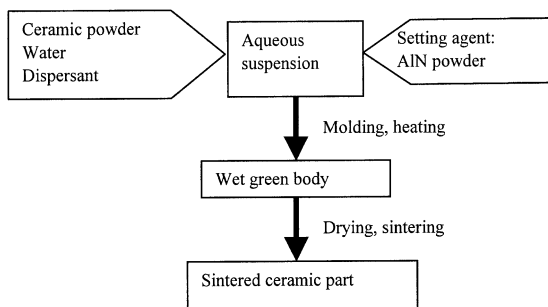 Ceramic powder
Water
Dispersant
Aqueous
suspension
Setting agent:
AlN powder
Molding, heating
Wet green body
Drying, sintering
Sintered ceramic part